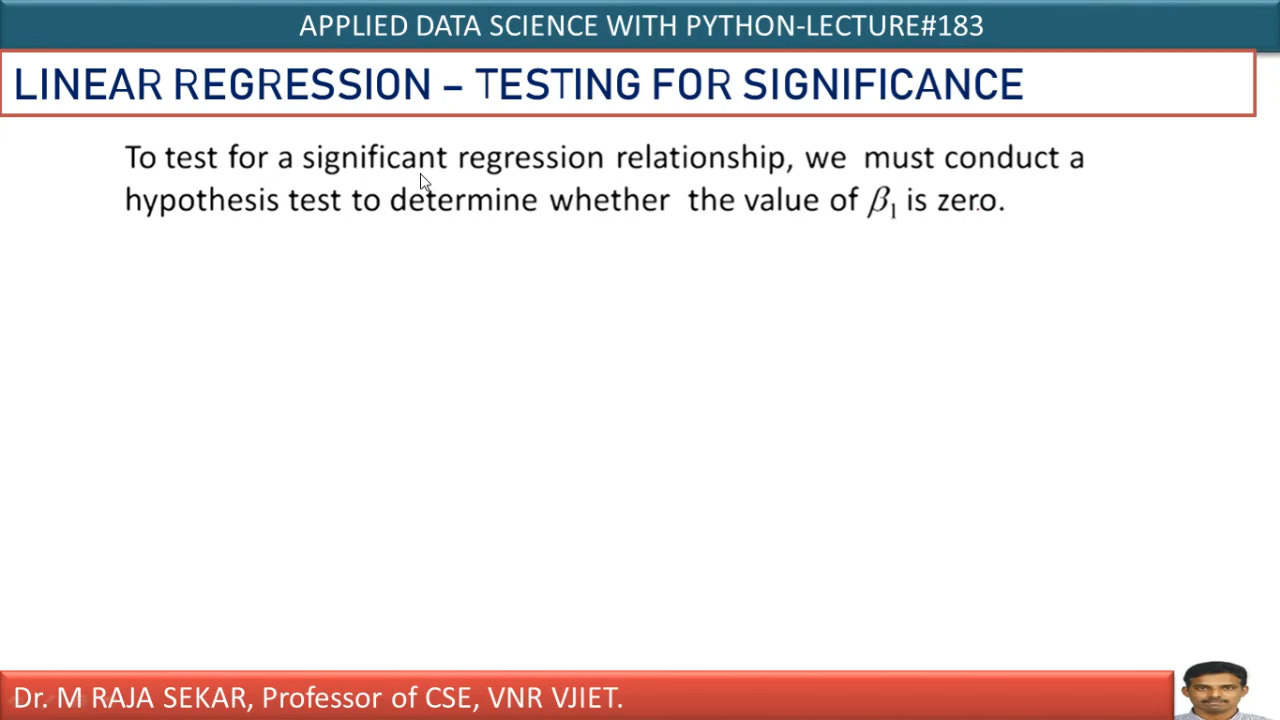 APPLIED DATA SCIENCE WITH PYTHON-LECTURE#183
LINEAR REGRESSION – TESTING FOR SIGNIFICANCE
To test for a significant regression relationship, we must conduct a
hypothesis test to determine whether the value of β₁ is zero.
Dr. M RAJA SEKAR, Professor of CSE, VNR VJIET.